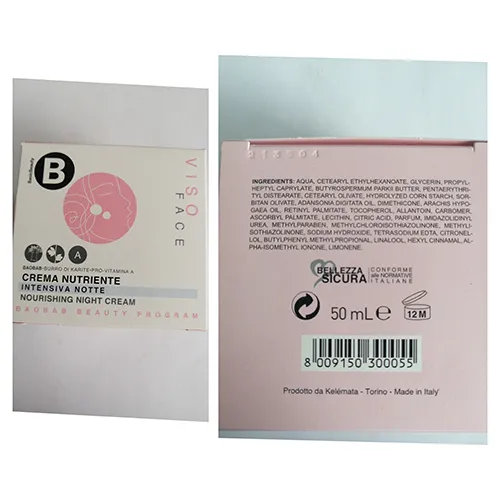 B
VISO
FACE
A
BAOBAB-BURRO DI KARITE-PRO-VITAMINA A
CREMA NUTRIENTE
INTENSIVA NOTTE
NOURISHING NIGHT CREAM
BAOBAB BEAUTY PROGRAM
INGREDIENTS: AQUA, CETEARYL ETHYLHEXANOATE, GLYCERIN, PROPYL-
HEPTYL CAPRYLATE, BUTYROSPERMUM PARKII BUTTER, PENTAERYTHRI-
TYL DISTEARATE, CETEARYL OLIVATE, HYDROLYZED CORN STARCH, SOR-
BITAN OLIVATE, ADANSONIA DIGITATA OIL, DIMETHICONE, ARACHIS HYPO-
GAEA OIL, RETINYL PALMITATE, TOCOPHEROL, ALLANTOIN, CARBOMER,
ASCORBYL PALMITATE, LECITHIN, CITRIC ACID, PARFUM, IMIDAZOLIDINYL
UREA, METHYLPARABEN, METHYLCHLOROISOTHIAZOLINONE, METHYLI-
SOTHIAZOLINONE, SODIUM HYDROXIDE, TETRASODIUM EDTA, CITRONEL-
LOL, BUTYLPHENYL METHYLPROPIONAL, LINALOOL, HEXYL CINNAMAL, AL-
PHA-ISOMETHYL IONONE, LIMONENE.
BELLEZZA
SICURA
CONFORME
alle NORMATIVE
ITALIANE
50 mL e
12 M
8 009150 300055
Prodotto da Kelémata - Torino - Made in Italy